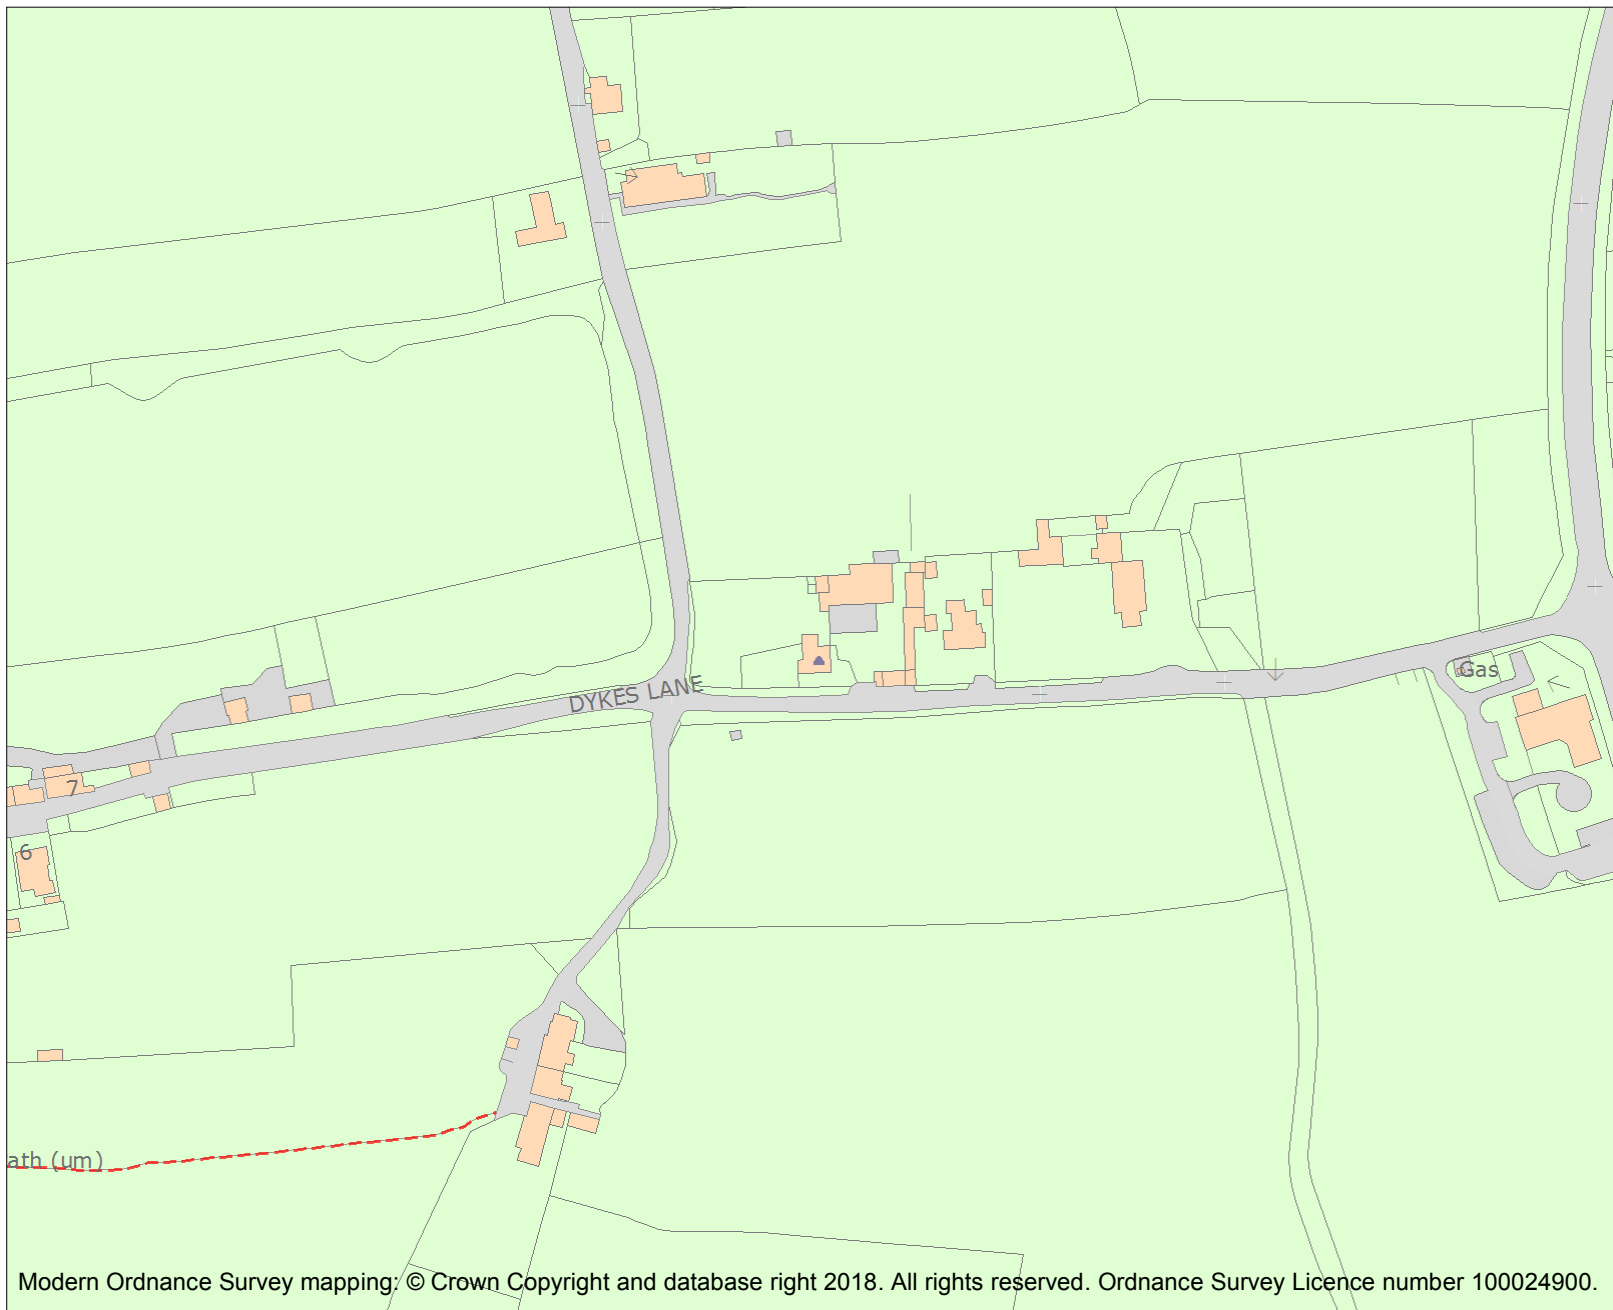 Gas
DYKES LANE
7
6
ath (um)
Modern Ordnance Survey mapping: © Crown Copyright and database right 2018. All rights reserved. Ordnance Survey Licence number 100024900.